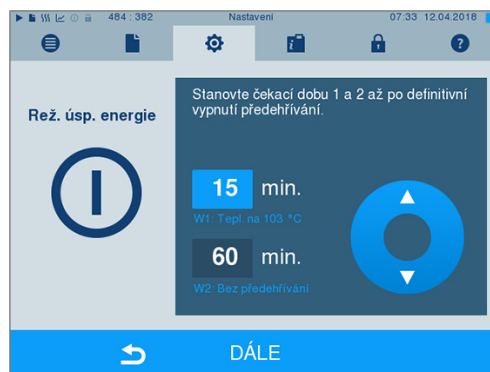 484 : 382 Nastavení 07:33 12.04.2018
Rež. úsp. energie
Stanovte čekací dobu 1 a 2 až po definitivní
vypnutí předehřívání.
15 min.
W1: Tepl. na 103 °C
60 min.
W2: Bez předehřívání
DÁLE